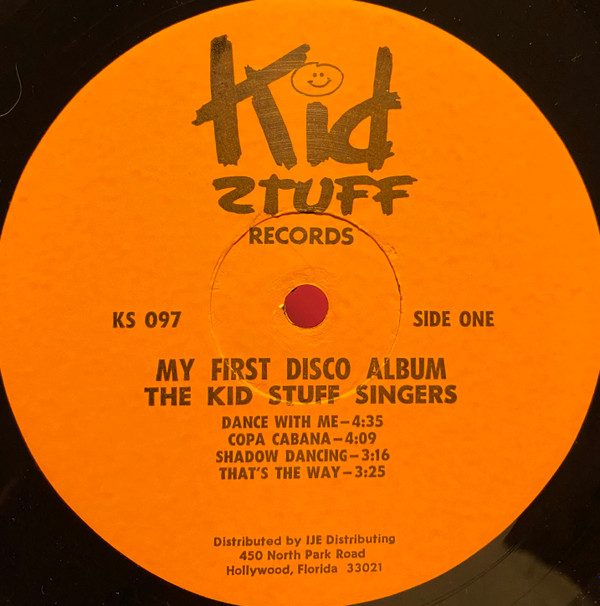 Kid
STUFF
RECORDS
KS 097
SIDE ONE
MY FIRST DISCO ALBUM
THE KID STUFF SINGERS
DANCE WITH ME–4:35
COPA CABANA–4:09
SHADOW DANCING–3:16
THAT'S THE WAY–3:25
Distributed by IJE Distributing
450 North Park Road
Hollywood, Florida 33021